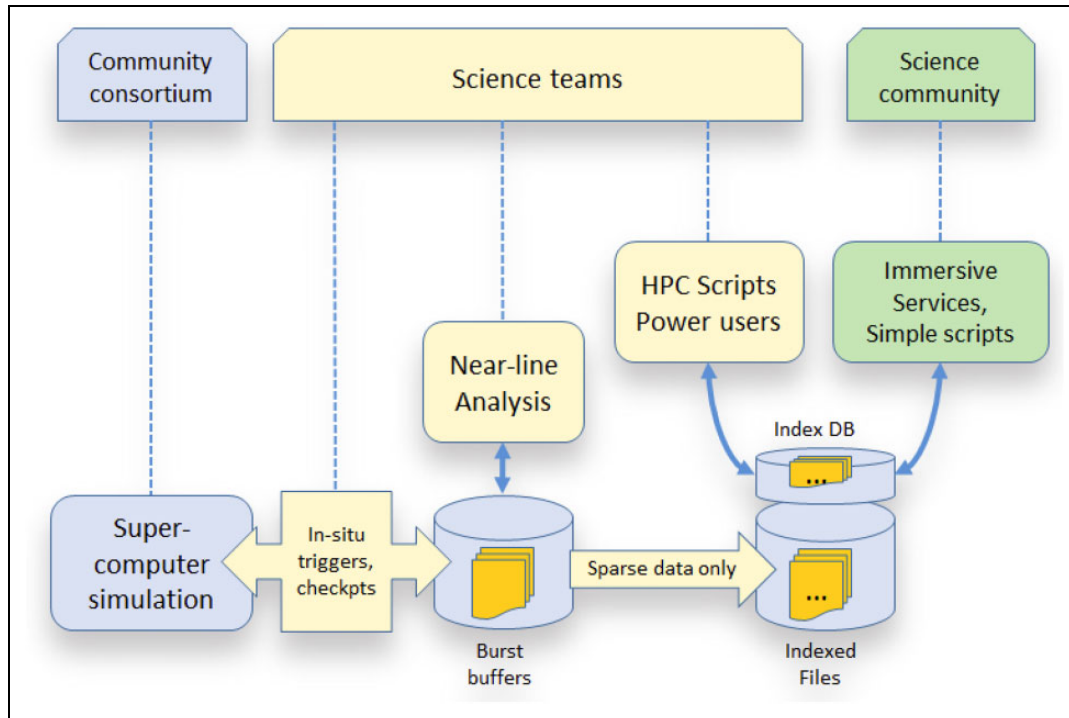 Community
consortium
Science teams
Science
community
HPC Scripts
Power users
Immersive
Services,
Simple scripts
Near-line
Analysis
Index DB
...
Super-
computer
simulation
In-situ
triggers,
checkpts
Sparse data only
...
Burst
buffers
Indexed
Files